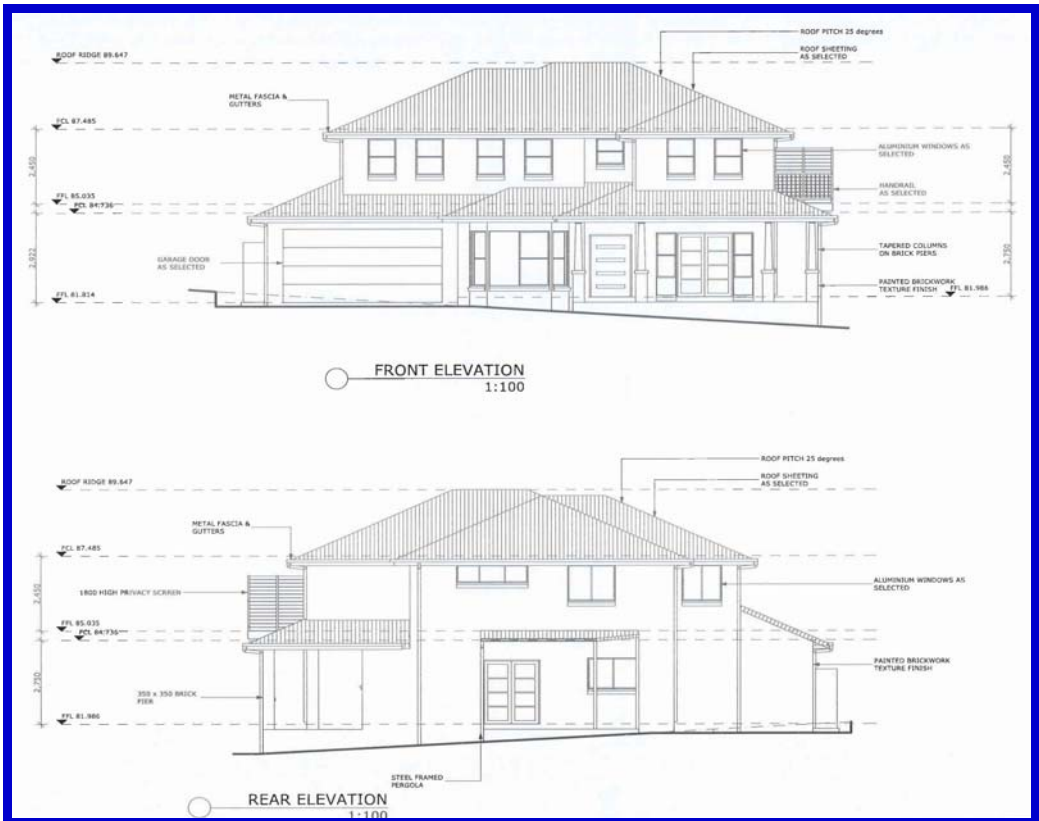 ROOF PITCH 25 degrees
ROOF RIDGE 89.647
ROOF SHEETING
AS SELECTED
METAL FASCIA &
GUTTERS
FCL 87.485
ALUMINIUM WINDOWS AS
SELECTED
2,450
2,450
HANDRAIL
AS SELECTED
FFL 85.035
FCL 84.736
GARAGE DOOR
AS SELECTED
TAPERED COLUMNS
ON BRICK PIERS
2,922
2,750
PAINTED BRICKWORK
TEXTURE FINISH
FFL 81.986
FFL 81.814
FRONT ELEVATION
1:100
ROOF PITCH 25 degrees
ROOF RIDGE 89.647
ROOF SHEETING
AS SELECTED
METAL FASCIA &
GUTTERS
FCL 87.485
ALUMINIUM WINDOWS AS
SELECTED
1800 HIGH PRIVACY SCREEN
2,450
FFL 85.035
FCL 84.736
PAINTED BRICKWORK
TEXTURE FINISH
350 x 350 BRICK
PIER
2,750
FFL 81.986
STEEL FRAMED
PERGOLA
REAR ELEVATION
1:100